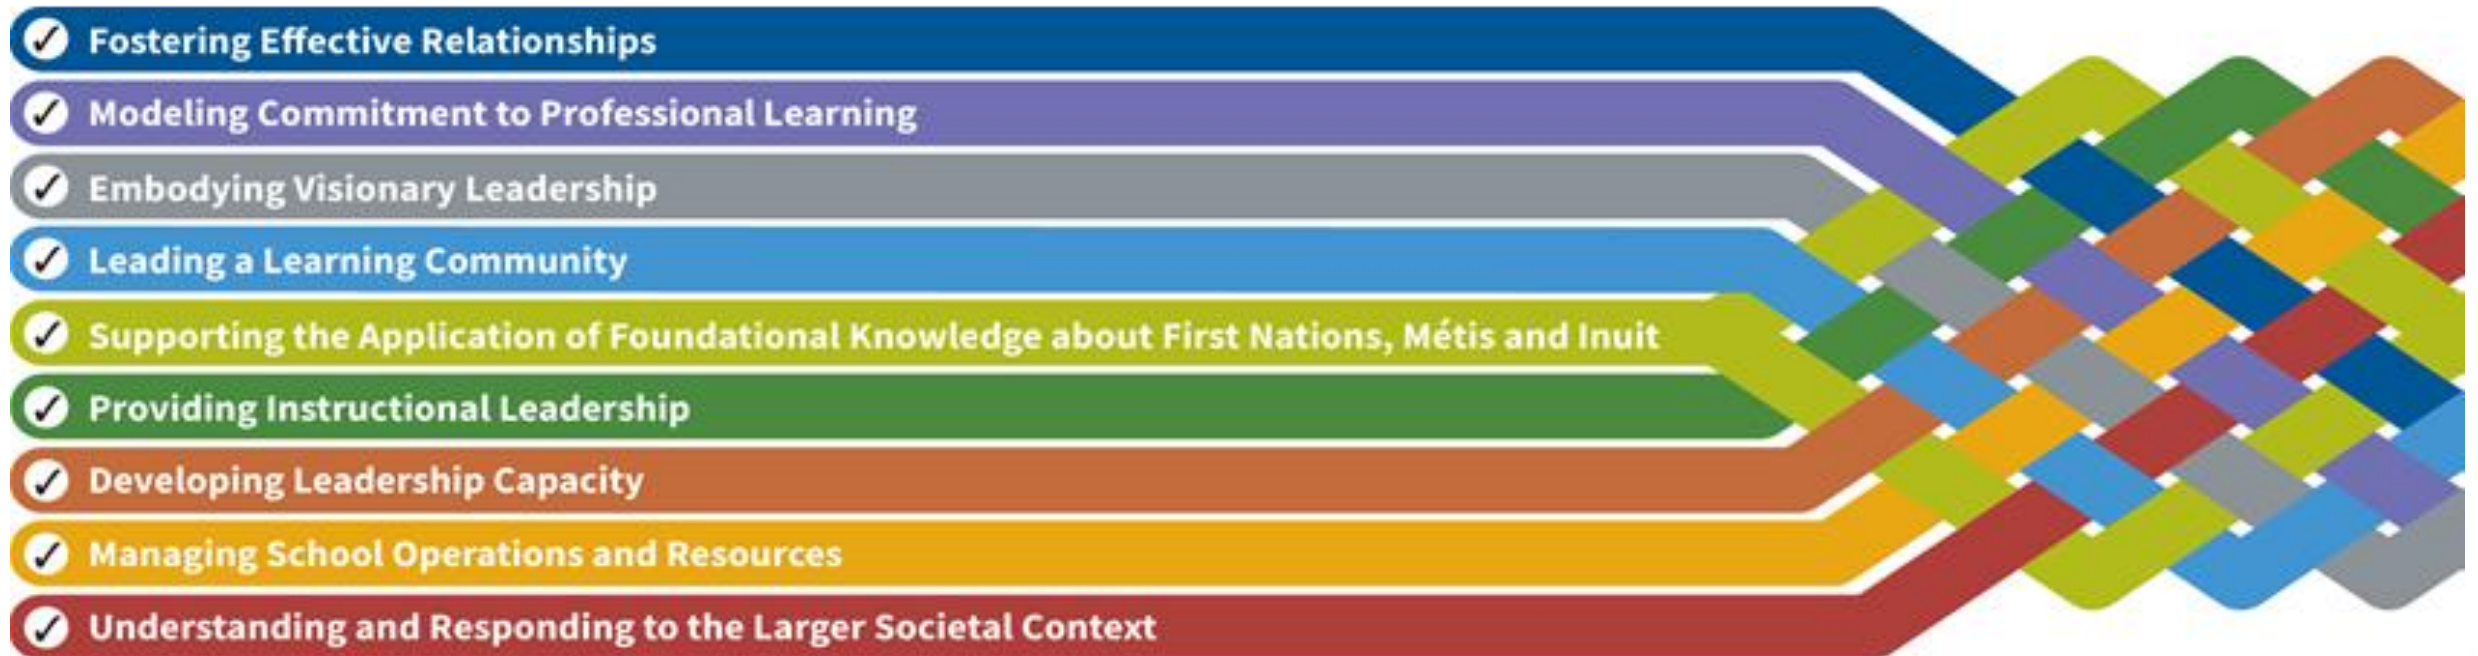 Fostering Effective Relationships
Modeling Commitment to Professional Learning
Embodying Visionary Leadership
Leading a Learning Community
Supporting the Application of Foundational Knowledge about First Nations, Métis and Inuit
Providing Instructional Leadership
Developing Leadership Capacity
Managing School Operations and Resources
Understanding and Responding to the Larger Societal Context